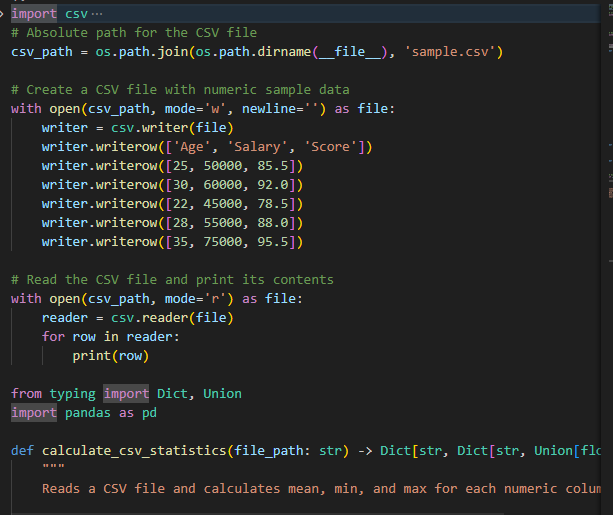 import csv ...
# Absolute path for the CSV file
csv_path = os.path.join(os.path.dirname(__file__), 'sample.csv')
# Create a CSV file with numeric sample data
with open(csv_path, mode='w', newline='') as file:
    writer = csv.writer(file)
    writer.writerow(['Age', 'Salary', 'Score'])
    writer.writerow([25, 50000, 85.5])
    writer.writerow([30, 60000, 92.0])
    writer.writerow([22, 45000, 78.5])
    writer.writerow([28, 55000, 88.0])
    writer.writerow([35, 75000, 95.5])
# Read the CSV file and print its contents
with open(csv_path, mode='r') as file:
    reader = csv.reader(file)
    for row in reader:
        print(row)
from typing import Dict, Union
import pandas as pd
def calculate_csv_statistics(file_path: str) -> Dict[str, Dict[str, Union[flo
    """
    Reads a CSV file and calculates mean, min, and max for each numeric colum